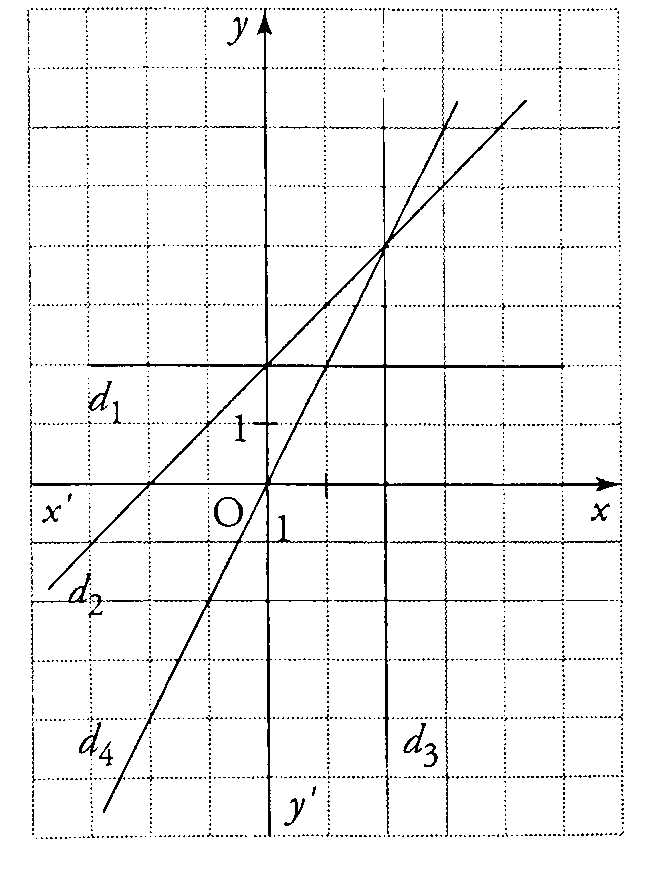 y
d₁
1
x'
O
1
x
d₂
d₄
d₃
y'